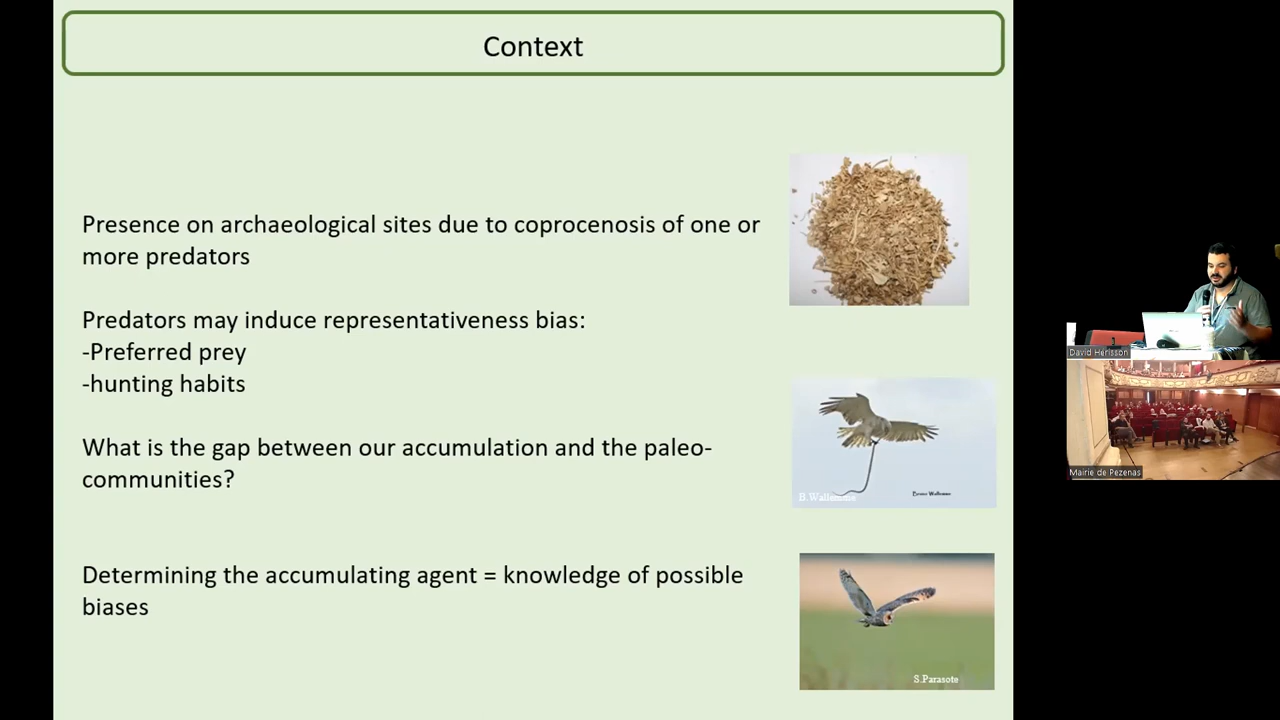 Context
Presence on archaeological sites due to coprocenosis of one or
more predators
Predators may induce representativeness bias:
-Preferred prey
-hunting habits
What is the gap between our accumulation and the paleo-
communities?
Determining the accumulating agent = knowledge of possible
biases
S.Parasote
David Herisson
Mairie de Pezenas